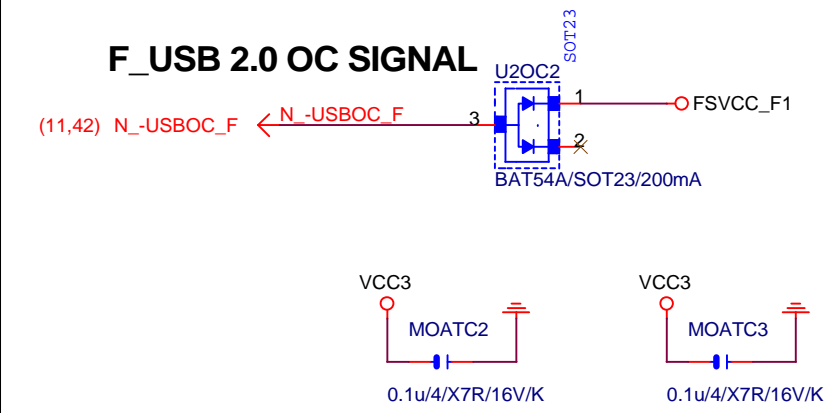 SOT23
F_USB 2.0 OC SIGNAL
U2OC2
1
FSVCC_F1
(11,42) N_-USBOC_F
N_-USBOC_F
3
2
BAT54A/SOT23/200mA
VCC3
VCC3
MOATC2
MOATC3
0.1u/4/X7R/16V/K
0.1u/4/X7R/16V/K